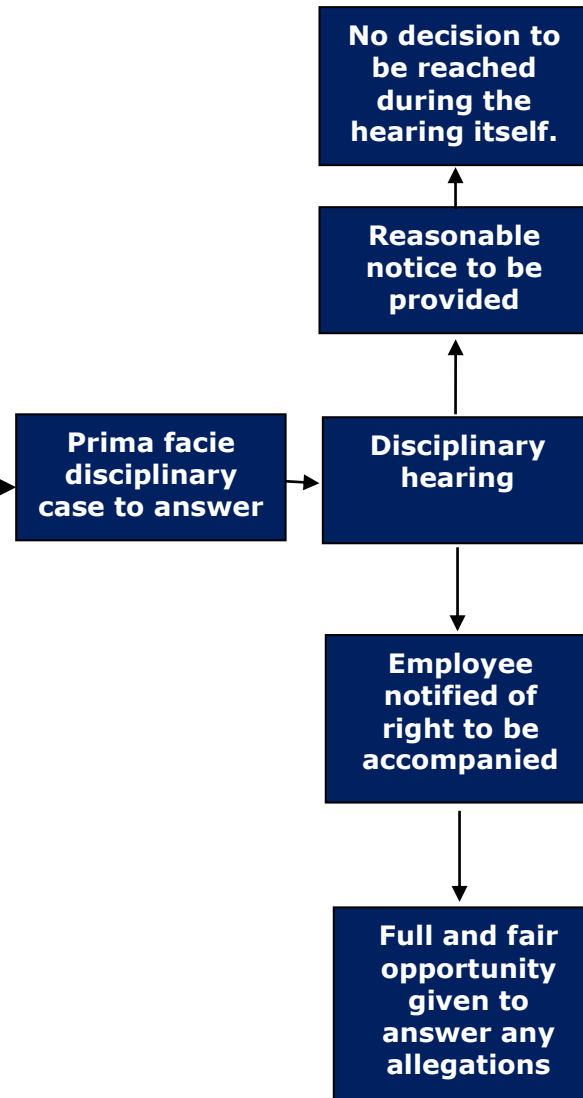 No decision to
be reached
during the
hearing itself.
Reasonable
notice to be
provided
Prima facie
disciplinary
case to answer
Disciplinary
hearing
Employee
notified of
right to be
accompanied
Full and fair
opportunity
given to
answer any
allegations